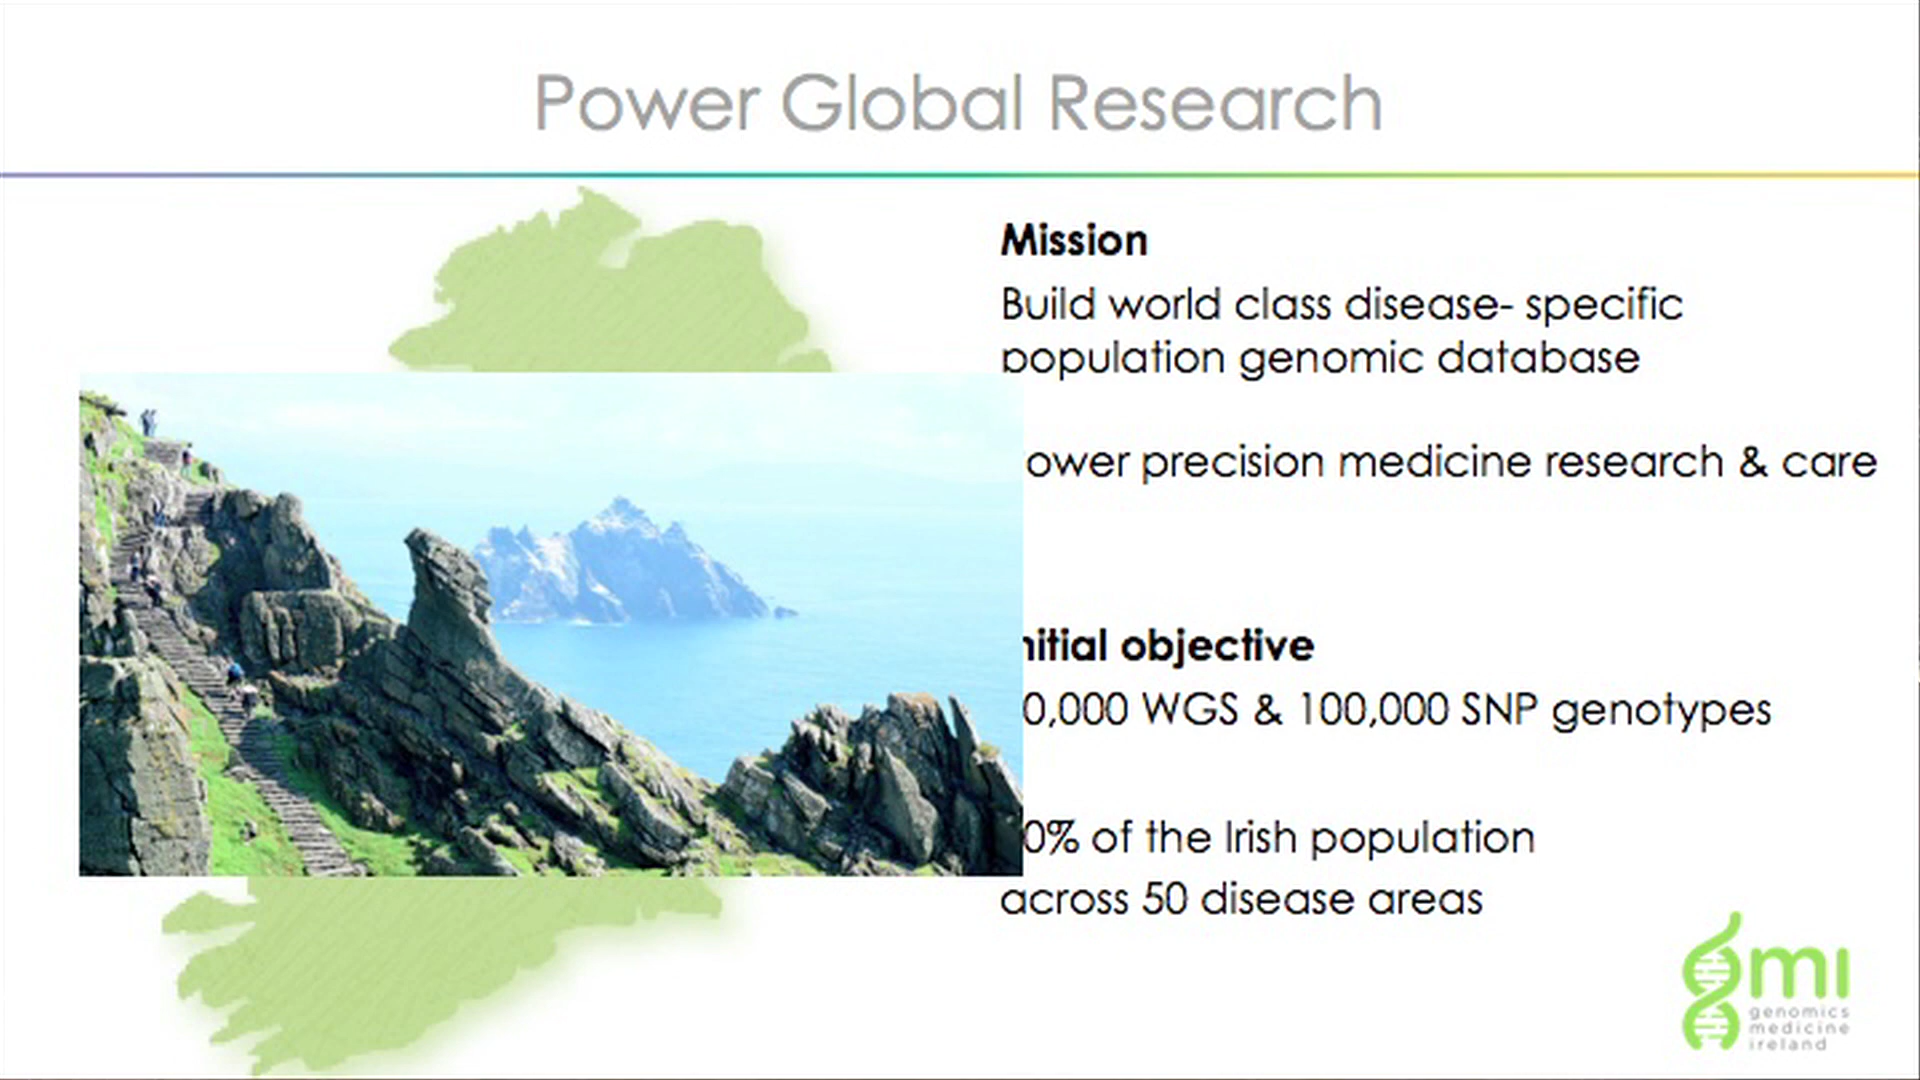 Power Global Research
Mission
Build world class disease- specific
population genomic database
ower precision medicine research & care
nitial objective
0,000 WGS & 100,000 SNP genotypes
0% of the Irish population
across 50 disease areas
gmi
genomics
medicine
ireland